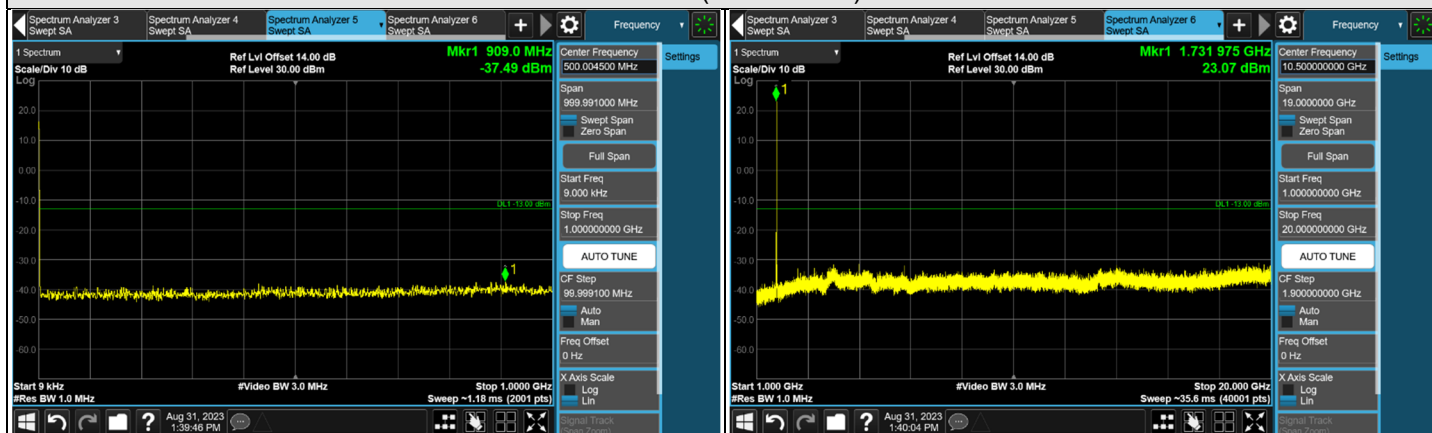 Spectrum Analyzer 3
Swept SA
Spectrum Analyzer 4
Swept SA
Spectrum Analyzer 5
Swept SA
Spectrum Analyzer 6
Swept SA
Frequency
1 Spectrum
Scale/Div 10 dB
Log
Ref Lvl Offset 14.00 dB
Ref Level 30.00 dBm
Mkr1 909.0 MHz
-37.49 dBm
20.0
10.0
0.00
-10.0
-20.0
-30.0
-40.0
-50.0
-60.0
DL1 -13.00 dBm
1
Start 9 kHz
#Res BW 1.0 MHz
#Video BW 3.0 MHz
Stop 1.0000 GHz
Sweep ~1.18 ms (2001 pts)
Aug 31, 2023
1:39:46 PM
Settings
Center Frequency
500.004500 MHz
Span
999.991000 MHz
Swept Span
Zero Span
Full Span
Start Freq
9.000 kHz
Stop Freq
1.000000000 GHz
AUTO TUNE
CF Step
99.999100 MHz
Auto
Man
Freq Offset
0 Hz
X Axis Scale
Log
Lin
Signal Track
(Span Zoom)
Spectrum Analyzer 3
Swept SA
Spectrum Analyzer 4
Swept SA
Spectrum Analyzer 5
Swept SA
Spectrum Analyzer 6
Swept SA
Frequency
1 Spectrum
Scale/Div 10 dB
Log
Ref Lvl Offset 14.00 dB
Ref Level 30.00 dBm
Mkr1 1.731 975 GHz
23.07 dBm
20.0
10.0
0.00
-10.0
-20.0
-30.0
-40.0
-50.0
-60.0
DL1 -13.00 dBm
1
Start 1.000 GHz
#Res BW 1.0 MHz
#Video BW 3.0 MHz
Stop 20.000 GHz
Sweep ~35.6 ms (40001 pts)
Aug 31, 2023
1:40:04 PM
Settings
Center Frequency
10.500000000 GHz
Span
19.0000000 GHz
Swept Span
Zero Span
Full Span
Start Freq
1.000000000 GHz
Stop Freq
20.000000000 GHz
AUTO TUNE
CF Step
1.900000000 GHz
Auto
Man
Freq Offset
0 Hz
X Axis Scale
Log
Lin
Signal Track
(Span Zoom)